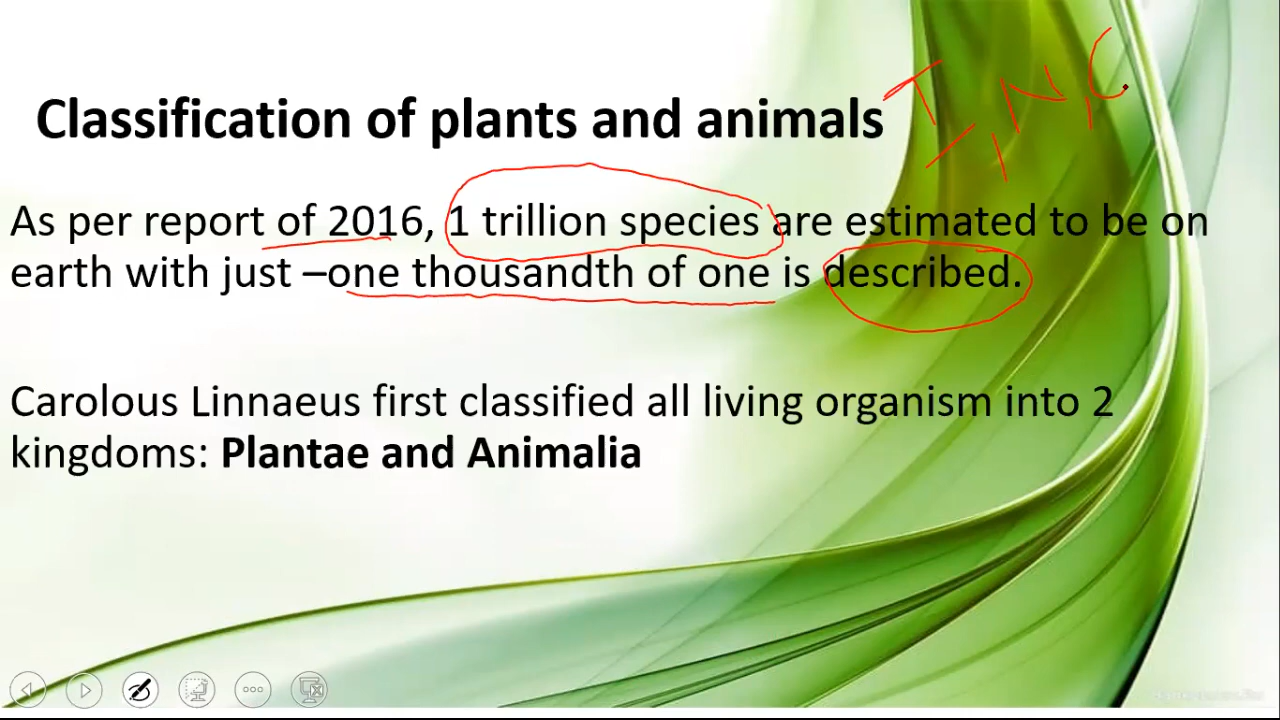 Classification of plants and animals
T, I, N, C
As per report of 2016, 1 trillion species are estimated to be on
earth with just –one thousandth of one is described.
Carolous Linnaeus first classified all living organism into 2
kingdoms: Plantae and Animalia